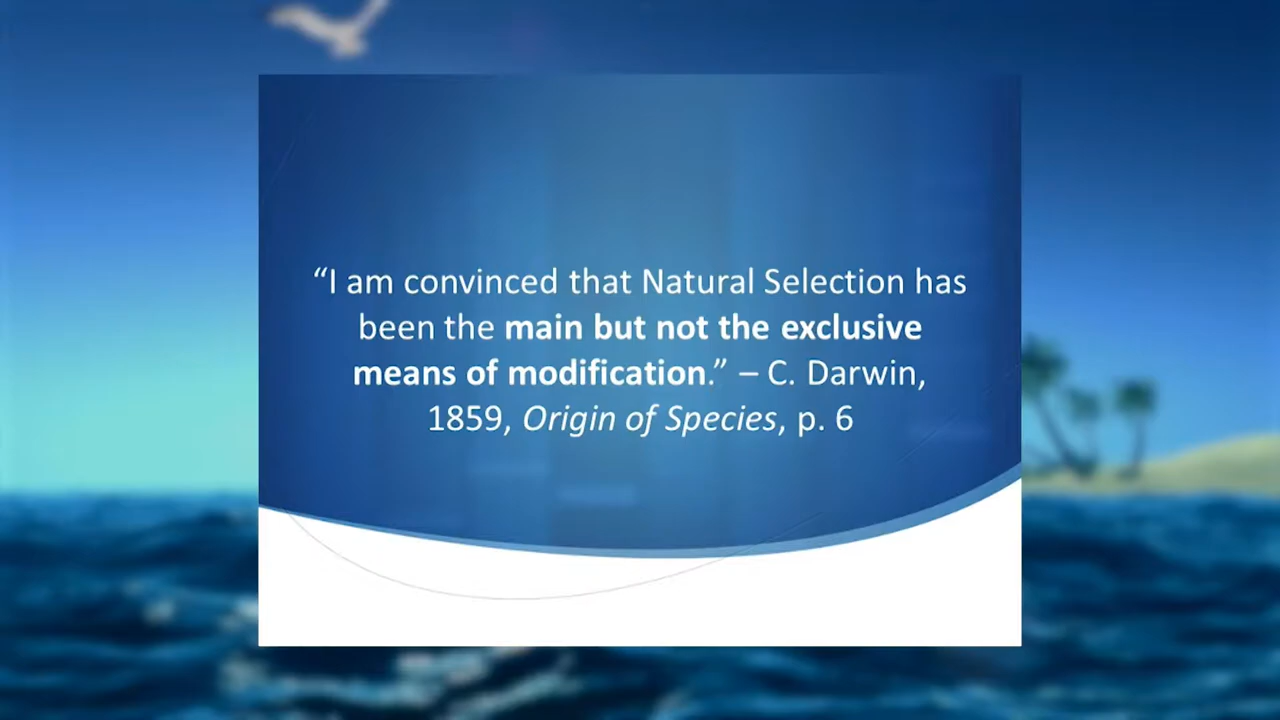 “I am convinced that Natural Selection has
been the main but not the exclusive
means of modification.” – C. Darwin,
1859, Origin of Species, p. 6